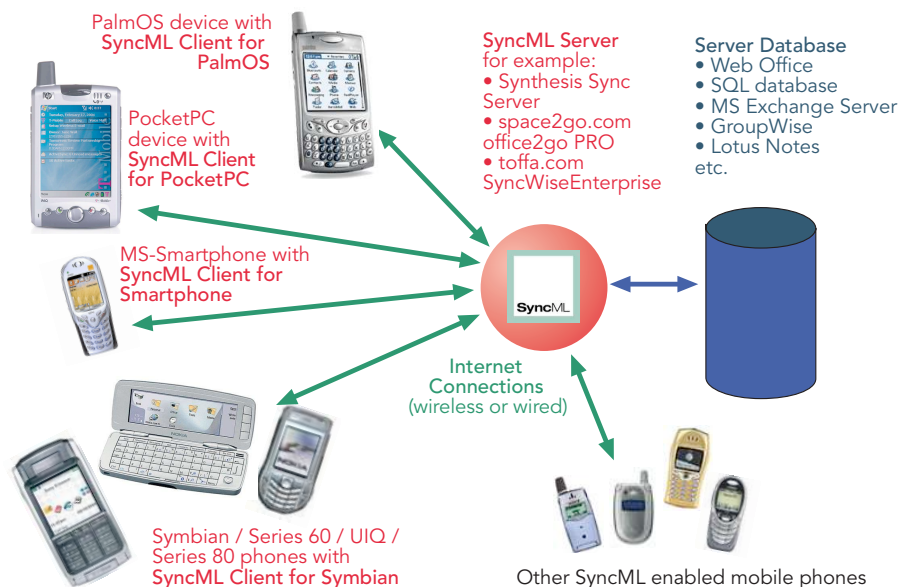 PalmOS device with
SyncML Client for
PalmOS
PocketPC
device with
SyncML Client
for PocketPC
MS-Smartphone with
SyncML Client for
Smartphone
SyncML Server
for example:
• Synthesis Sync
Server
• space2go.com
office2go PRO
• toffa.com
SyncWiseEnterprise
Server Database
• Web Office
• SQL database
• MS Exchange Server
• GroupWise
• Lotus Notes
etc.
SyncML
Internet
Connections
(wireless or wired)
T··Mobile
NOKIA
NOKIA
Symbian / Series 60 / UIQ /
Series 80 phones with
SyncML Client for Symbian
Other SyncML enabled mobile phones